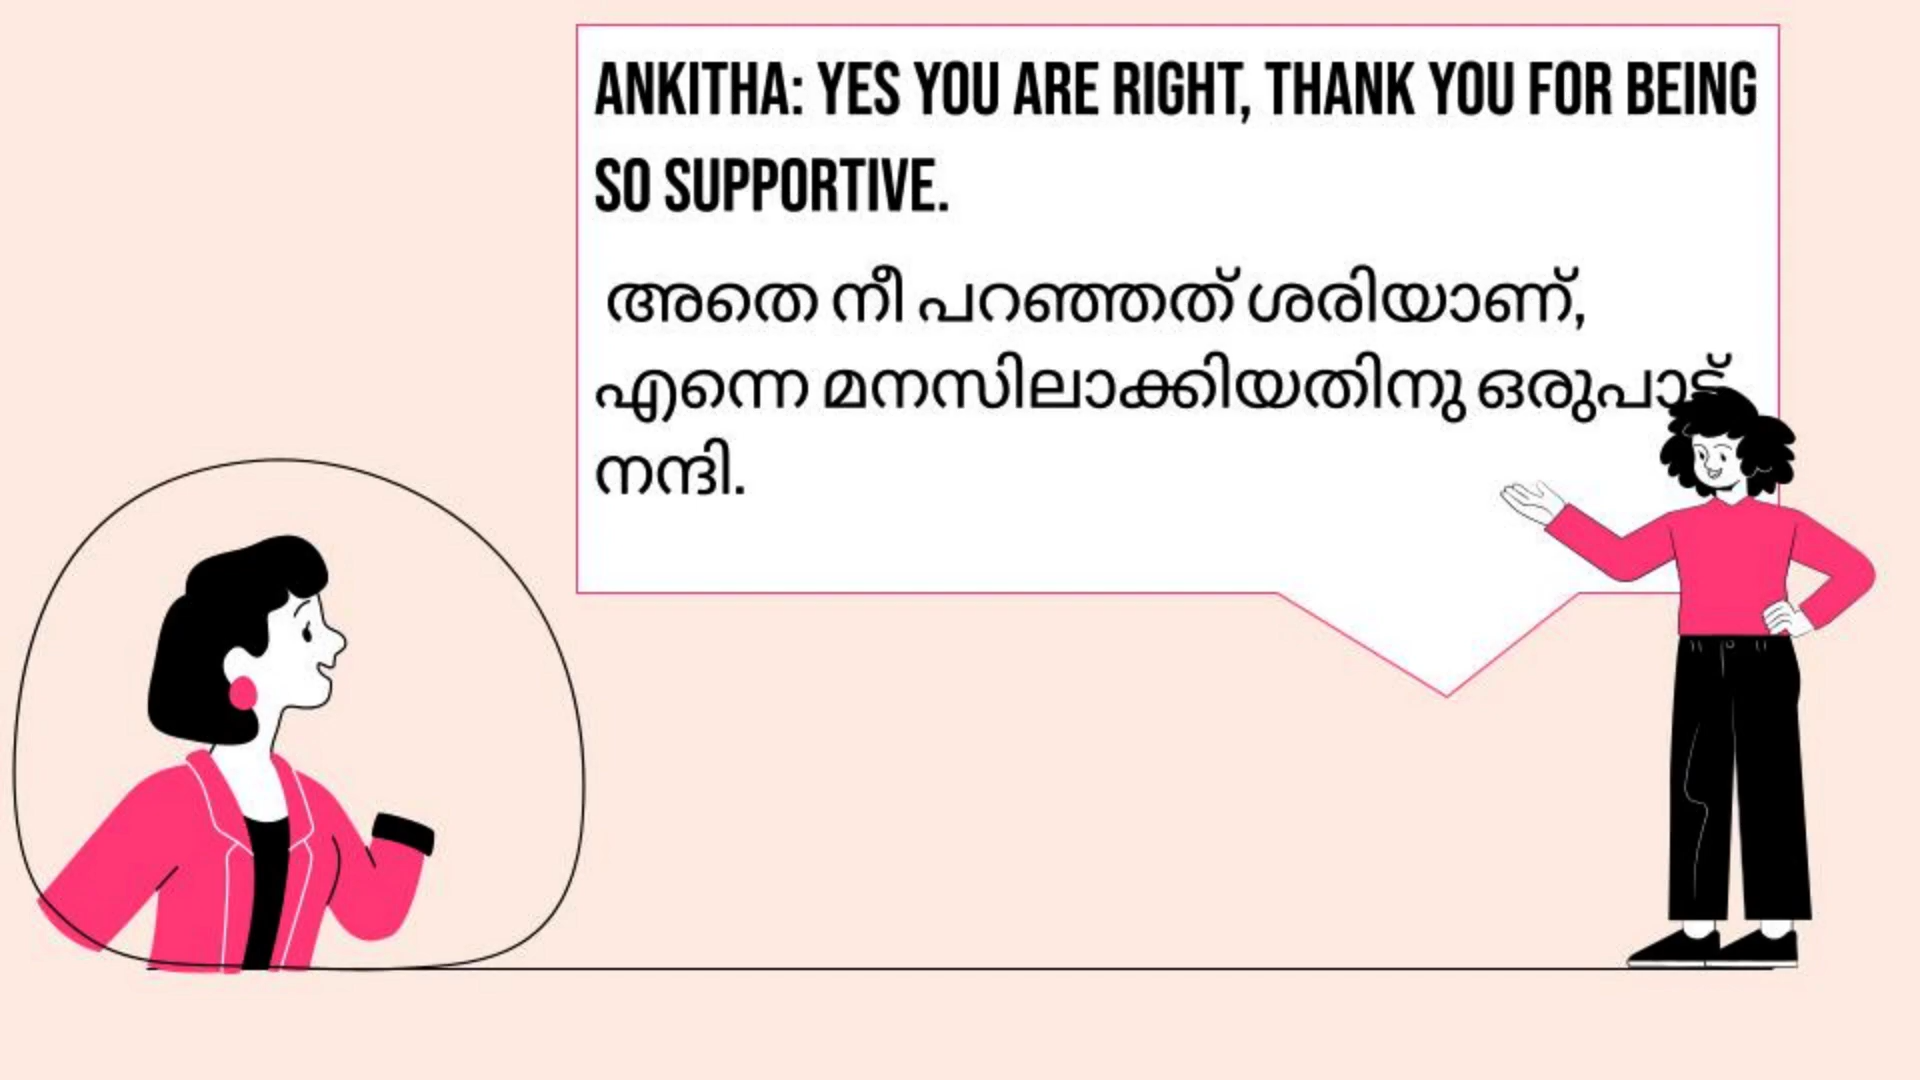 ANKITHA: YES YOU ARE RIGHT, THANK YOU FOR BEING
SO SUPPORTIVE.
അതെ നീ പറഞ്ഞത് ശരിയാണ്,
എന്നെ മനസിലാക്കിയതിനു ഒരുപാട്
നന്ദി.